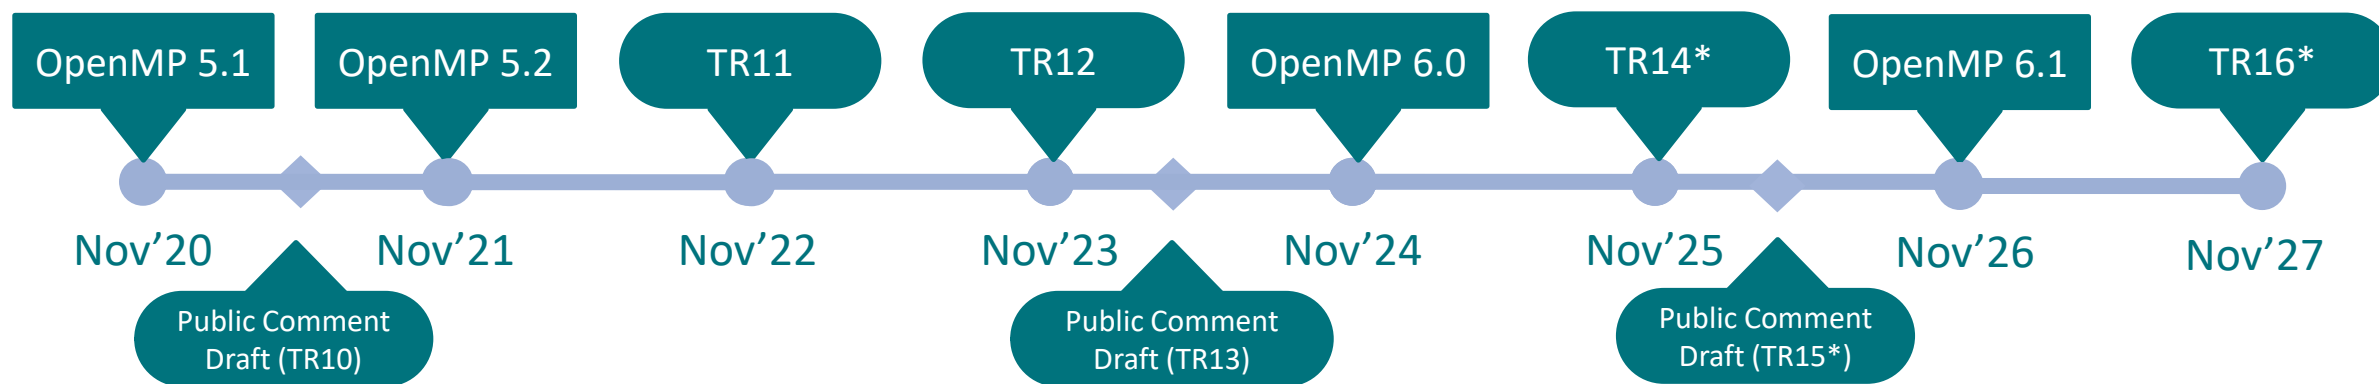 OpenMP 5.1
OpenMP 5.2
TR11
TR12
OpenMP 6.0
TR14*
OpenMP 6.1
TR16*
Nov’20
Nov’21
Nov’22
Nov’23
Nov’24
Nov’25
Nov’26
Nov’27
Public Comment
Draft (TR10)
Public Comment
Draft (TR13)
Public Comment
Draft (TR15*)